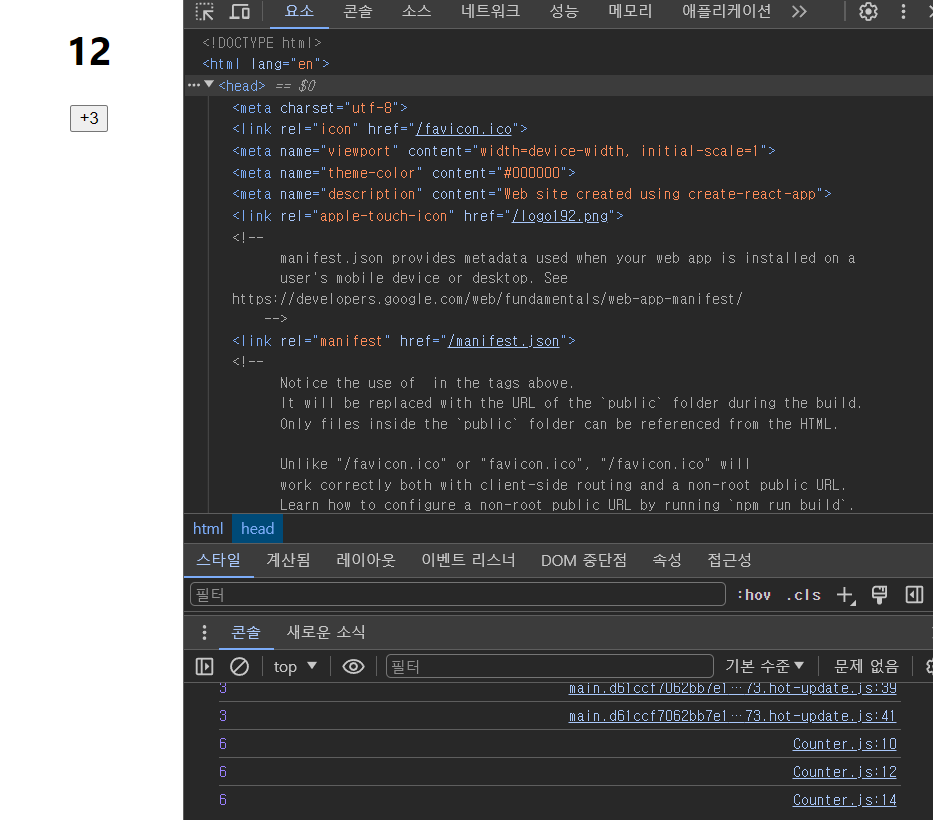 요소 콘솔 소스 네트워크 성능 메모리 애플리케이션
12
+3
<!DOCTYPE html>
<html lang="en">
<head> == $0
<meta charset="utf-8">
<link rel="icon" href="/favicon.ico">
<meta name="viewport" content="width=device-width, initial-scale=1">
<meta name="theme-color" content="#000000">
<meta name="description" content="Web site created using create-react-app">
<link rel="apple-touch-icon" href="/logo192.png">
<!--
manifest.json provides metadata used when your web app is installed on a
user's mobile device or desktop. See
https://developers.google.com/web/fundamentals/web-app-manifest/
-->
<link rel="manifest" href="/manifest.json">
<!--
Notice the use of  in the tags above.
It will be replaced with the URL of the `public` folder during the build.
Only files inside the `public` folder can be referenced from the HTML.
Unlike "/favicon.ico" or "favicon.ico", "/favicon.ico" will
work correctly both with client-side routing and a non-root public URL.
Learn how to configure a non-root public URL by running `npm run build`.
html head
스타일 계산됨 레이아웃 이벤트 리스너 DOM 중단점 속성 접근성
필터 :hov .cls
콘솔 새로운 소식
top 필터 기본 수준 문제 없음
3 main.d61ccf7062bb7e1…73.hot-update.js:39
3 main.d61ccf7062bb7e1…73.hot-update.js:41
6 Counter.js:10
6 Counter.js:12
6 Counter.js:14